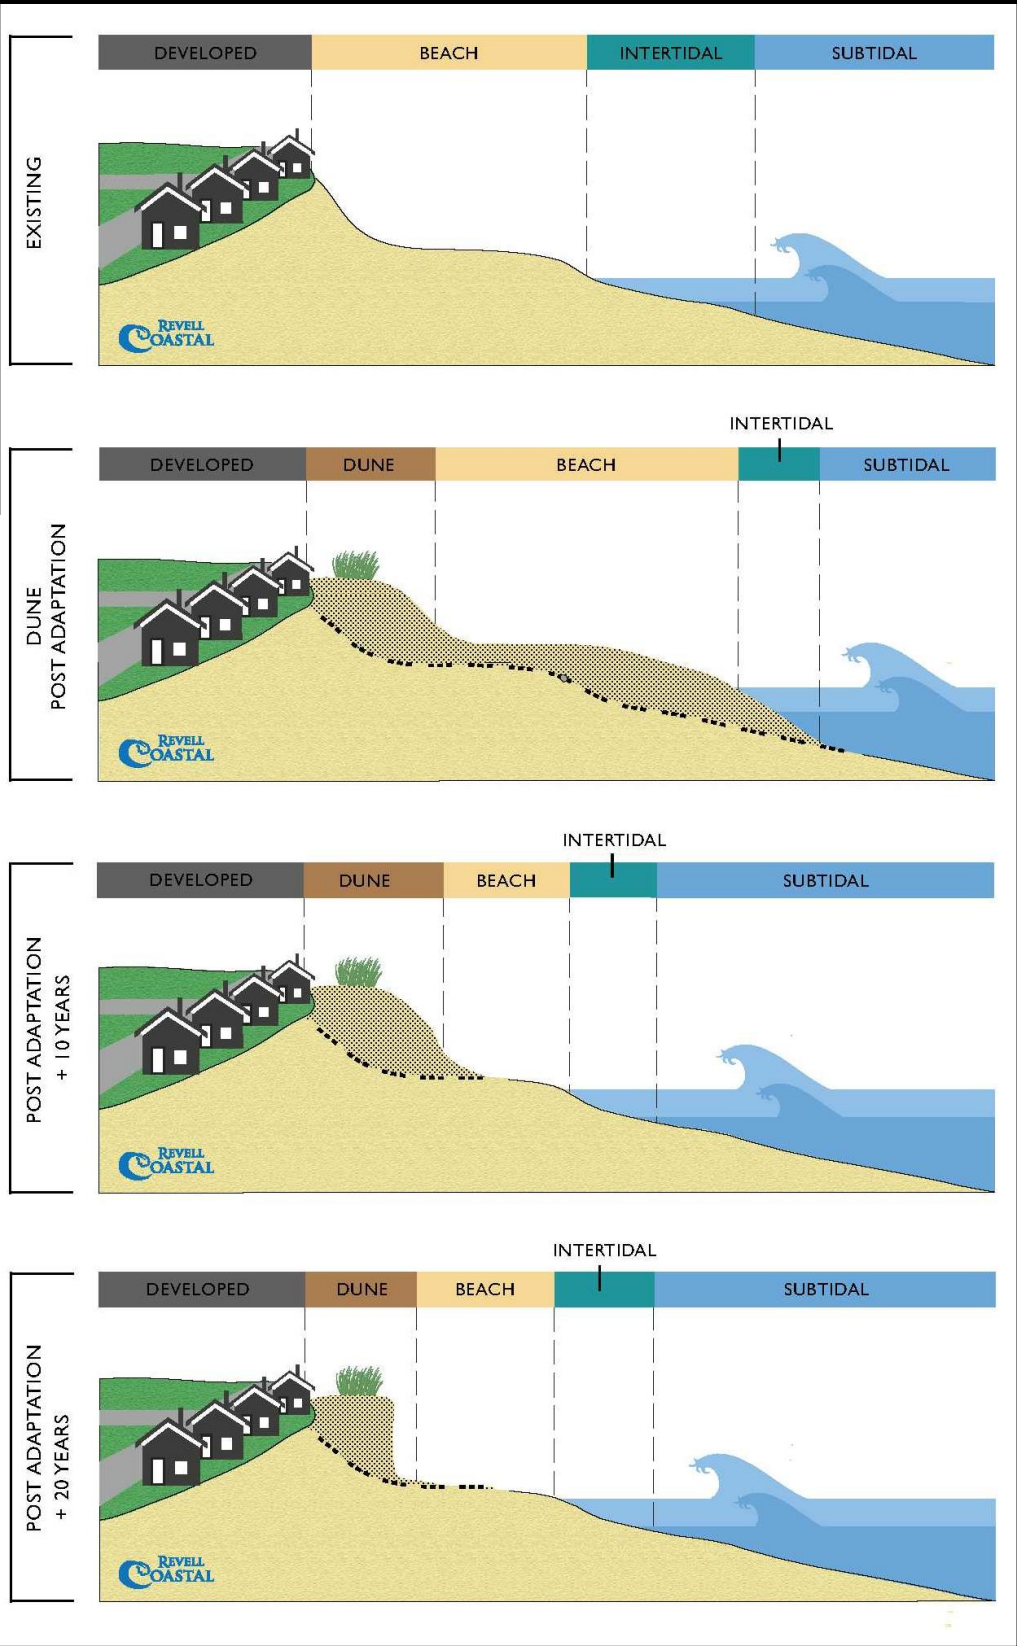 DEVELOPED BEACH INTERTIDAL SUBTIDAL
EXISTING
REVELL
COASTAL
INTERTIDAL
DEVELOPED DUNE BEACH SUBTIDAL
DUNE
POST ADAPTATION
REVELL
COASTAL
INTERTIDAL
DEVELOPED DUNE BEACH SUBTIDAL
POST ADAPTATION
+ 10 YEARS
REVELL
COASTAL
INTERTIDAL
DEVELOPED DUNE BEACH SUBTIDAL
POST ADAPTATION
+ 20 YEARS
REVELL
COASTAL